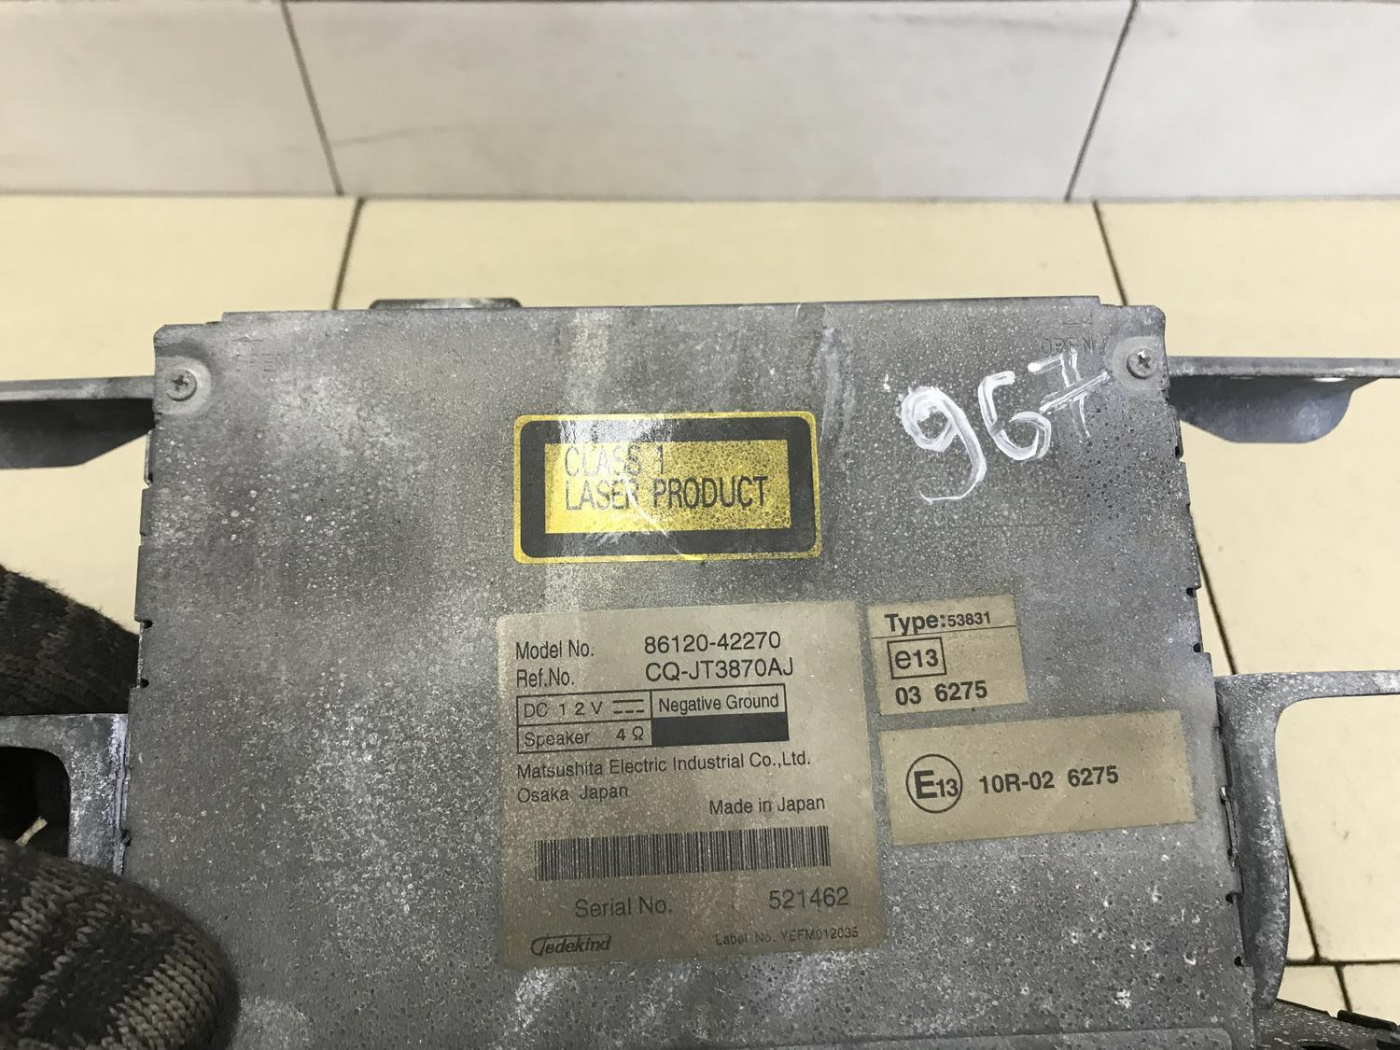 OPEN
967
CLASS 1
LASER PRODUCT
Model No. 86120-42270
Ref.No. CQ-JT3870AJ
DC 12V Negative Ground
Speaker 4Ω
Matsushita Electric Industrial Co.,Ltd.
Osaka Japan
Made in Japan
Serial No. 521462
Label No. YEFM012035
Type:53831
e13
03 6275
E13 10R-02 6275